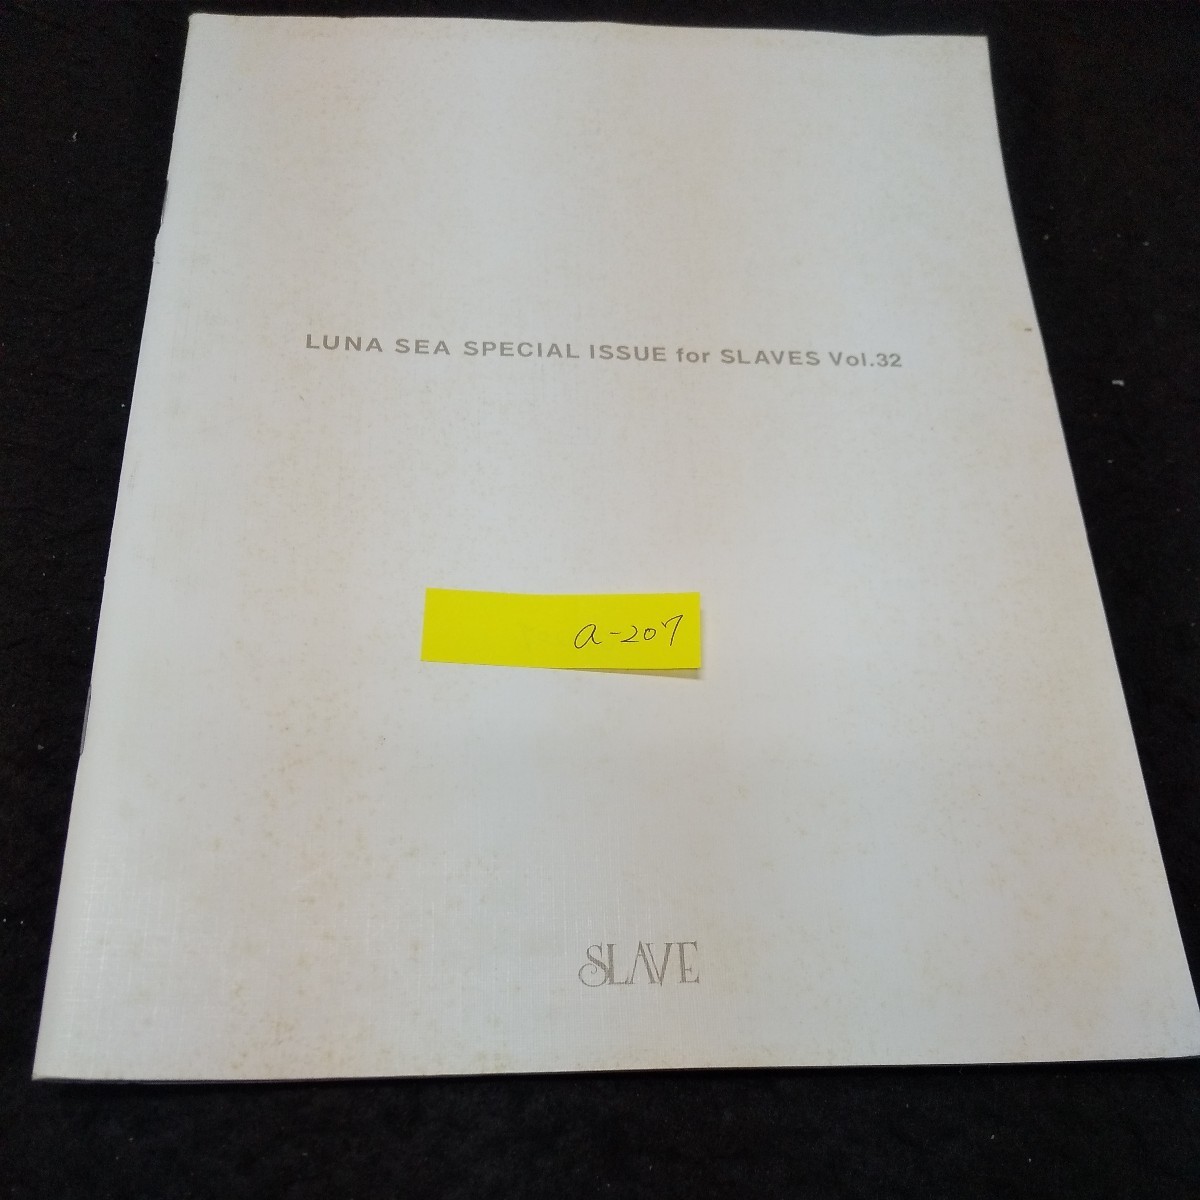 LUNA SEA SPECIAL ISSUE for SLAVES Vol.32
a-207
SLAVE